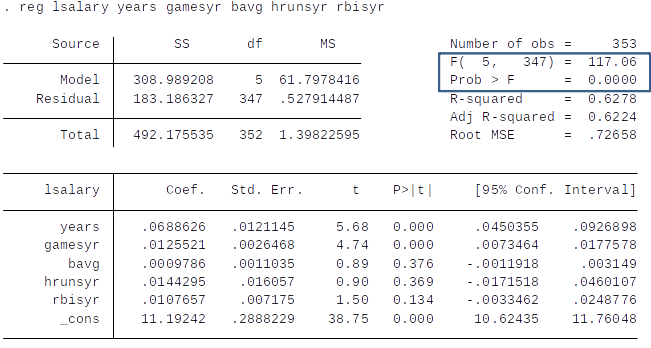 . reg lsalary years gamesyr bavg hrunsyr rbisyr
Source | SS df MS Number of obs = 353
F( 5, 347) = 117.06
Model | 308.989208 5 61.7978416 Prob > F = 0.0000
Residual | 183.186327 347 .527914487 R-squared = 0.6278
Adj R-squared = 0.6224
Total | 492.175535 352 1.39822595 Root MSE = .72658
lsalary | Coef. Std. Err. t P>|t| [95% Conf. Interval]
years | .0688626 .0121145 5.68 0.000 .0450355 .0926898
gamesyr | .0125521 .0026468 4.74 0.000 .0073464 .0177578
bavg | .0009786 .0011035 0.89 0.376 -.0011918 .003149
hrunsyr | .0144295 .016057 0.90 0.369 -.0171518 .0460107
rbisyr | .0107657 .007175 1.50 0.134 -.0033462 .0248776
_cons | 11.19242 .2888229 38.75 0.000 10.62435 11.76048